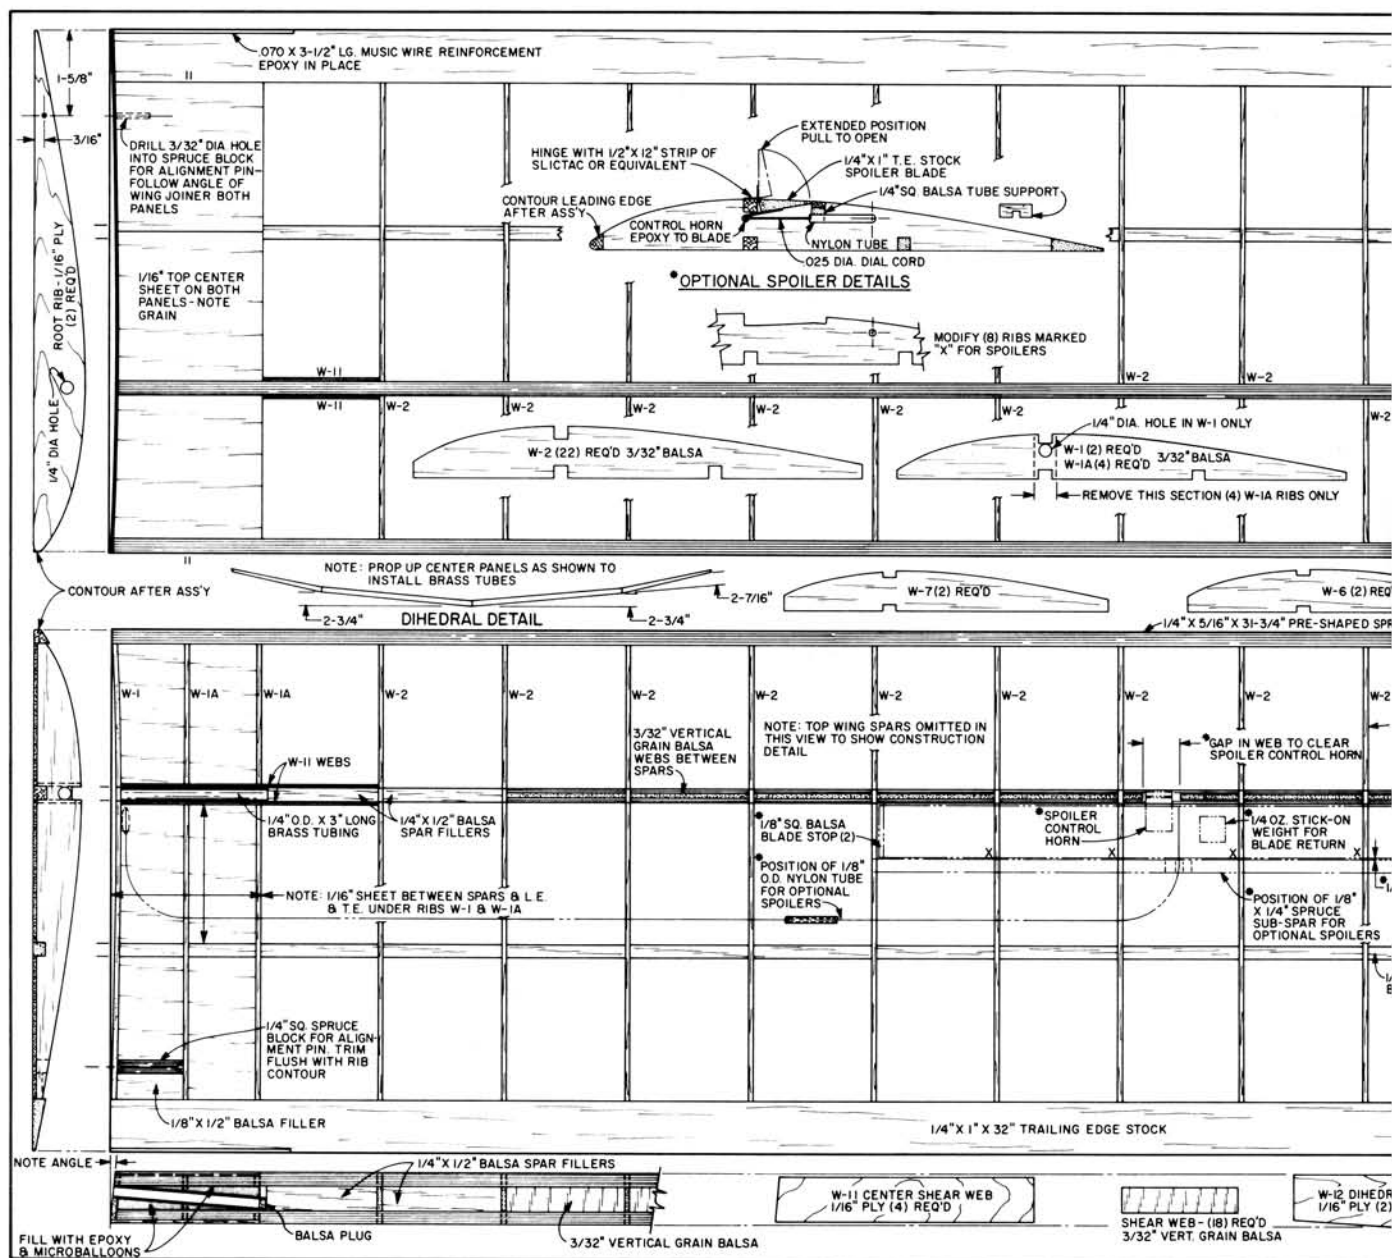 .070 X 3-1/2" LG. MUSIC WIRE REINFORCEMENT
EPOXY IN PLACE
1-5/8"
3/16"
DRILL 3/32" DIA HOLE
INTO SPRUCE BLOCK
FOR ALIGNMENT PIN-
FOLLOW ANGLE OF
WING JOINER BOTH
PANELS
ROOT RIB-1/16" PLY
(2) REQ'D
1/4" DIA HOLE
1/16" TOP CENTER
SHEET ON BOTH
PANELS-NOTE
GRAIN
EXTENDED POSITION
PULL TO OPEN
HINGE WITH 1/2" X 12" STRIP OF
SLICTAC OR EQUIVALENT
1/4" X 1" T.E. STOCK
SPOILER BLADE
1/4" SQ. BALSA TUBE SUPPORT
CONTOUR LEADING EDGE
AFTER ASS'Y
CONTROL HORN
EPOXY TO BLADE
NYLON TUBE
.025 DIA. DIAL CORD
OPTIONAL SPOILER DETAILS
MODIFY (8) RIBS MARKED
"X" FOR SPOILERS
W-11
W-2
W-2
W-11
W-2
W-2
W-2
W-2
W-2
W-2
W-2
1/4" DIA. HOLE IN W-1 ONLY
W-2 (22) REQ'D 3/32" BALSA
W-1 (2) REQ'D
W-1A (4) REQ'D
3/32" BALSA
REMOVE THIS SECTION (4) W-1A RIBS ONLY
CONTOUR AFTER ASS'Y
NOTE: PROP UP CENTER PANELS AS SHOWN TO
INSTALL BRASS TUBES
2-3/4"
DIHEDRAL DETAIL
2-3/4"
2-7/16"
W-7 (2) REQ'D
W-6 (2) REQ'
1/4" X 5/16" X 31-3/4" PRE-SHAPED SPR
W-1
W-1A
W-1A
W-2
W-2
W-2
W-2
W-2
W-2
W-2
W-2
W-2
NOTE: TOP WING SPARS OMITTED IN
THIS VIEW TO SHOW CONSTRUCTION
DETAIL
3/32" VERTICAL
GRAIN BALSA
WEBS BETWEEN
SPARS
GAP IN WEB TO CLEAR
SPOILER CONTROL HORN
W-11 WEBS
1/4" O.D. X 3" LONG
BRASS TUBING
1/4" X 1/2" BALSA
SPAR FILLERS
1/8" SQ. BALSA
BLADE STOP (2)
SPOILER
CONTROL
HORN
1/4 OZ. STICK-ON
WEIGHT FOR
BLADE RETURN
X
X
X
X
POSITION OF 1/8"
O.D. NYLON TUBE
FOR OPTIONAL
SPOILERS
NOTE: 1/16" SHEET BETWEEN SPARS & L.E.
& T.E. UNDER RIBS W-1 & W-1A
POSITION OF 1/8"
X 1/4" SPRUCE
SUB-SPAR FOR
OPTIONAL SPOILERS
1/4" SQ. SPRUCE
BLOCK FOR ALIGN-
MENT PIN. TRIM
FLUSH WITH RIB
CONTOUR
1/8" X 1/2" BALSA FILLER
1/4" X 1" X 32" TRAILING EDGE STOCK
NOTE ANGLE
1/4" X 1/2" BALSA SPAR FILLERS
FILL WITH EPOXY
& MICROBALLOONS
BALSA PLUG
3/32" VERTICAL GRAIN BALSA
W-11 CENTER SHEAR WEB
1/16" PLY (4) REQ'D
SHEAR WEB-(18) REQ'D
3/32" VERT. GRAIN BALSA
W-12 DIHEDR
1/16" PLY (2)